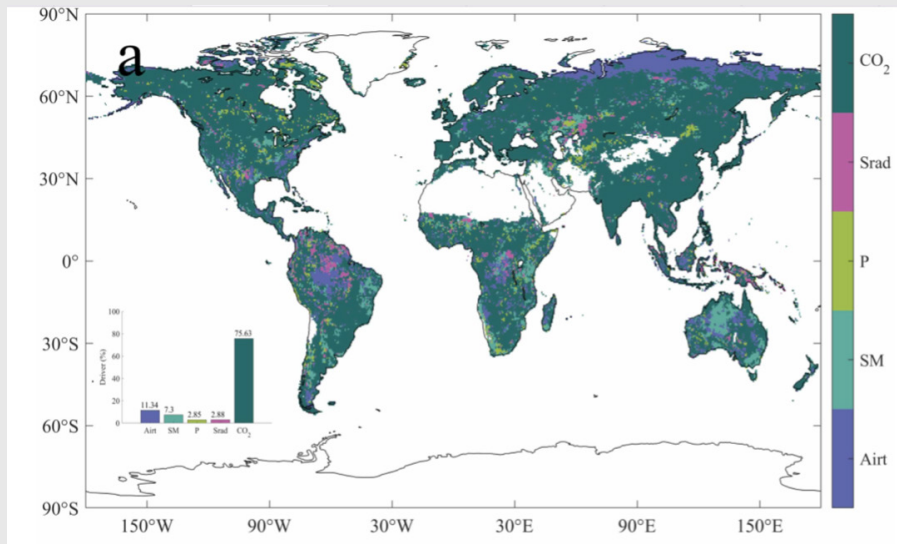 a
90°N
60°N
30°N
0°
30°S
60°S
90°S
150°W 90°W 30°W 30°E 90°E 150°E
Driver (%)
100
80
60
40
20
0
11.34 7.3 2.85 2.88 75.63
Airt SM P Srad CO₂
CO₂
Srad
P
SM
Airt